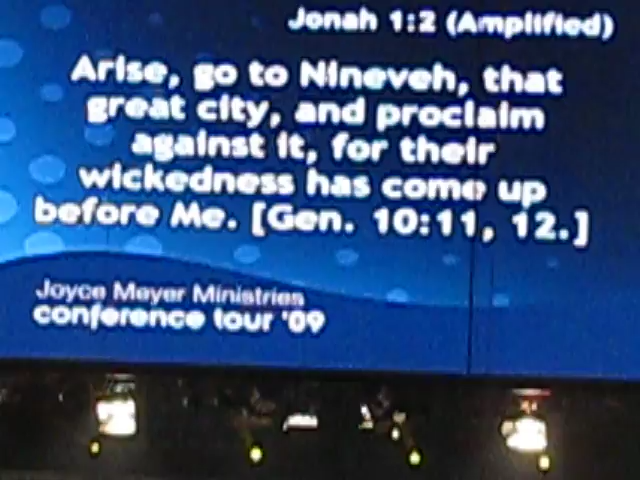 Jonah 1:2 (Amplified)
Arise, go to Nineveh, that
great city, and proclaim
against it, for their
wickedness has come up
before Me. [Gen. 10:11, 12.]
Joyce Meyer Ministries
conference tour '09